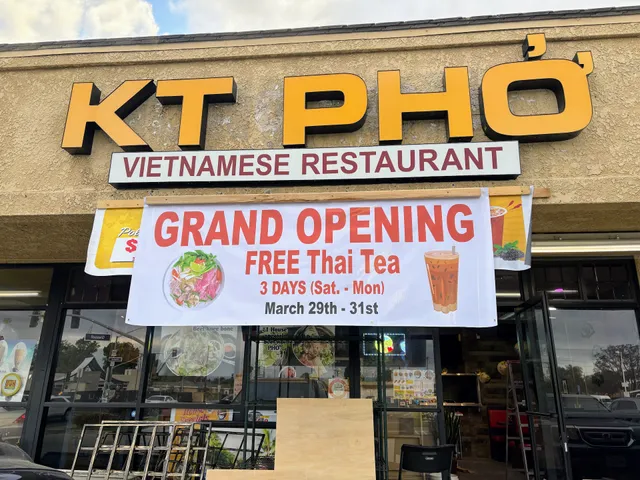 KT PHỞ
VIETNAMESE RESTAURANT
GRAND OPENING
FREE Thai Tea
3 DAYS (Sat. - Mon)
March 29th - 31st
$